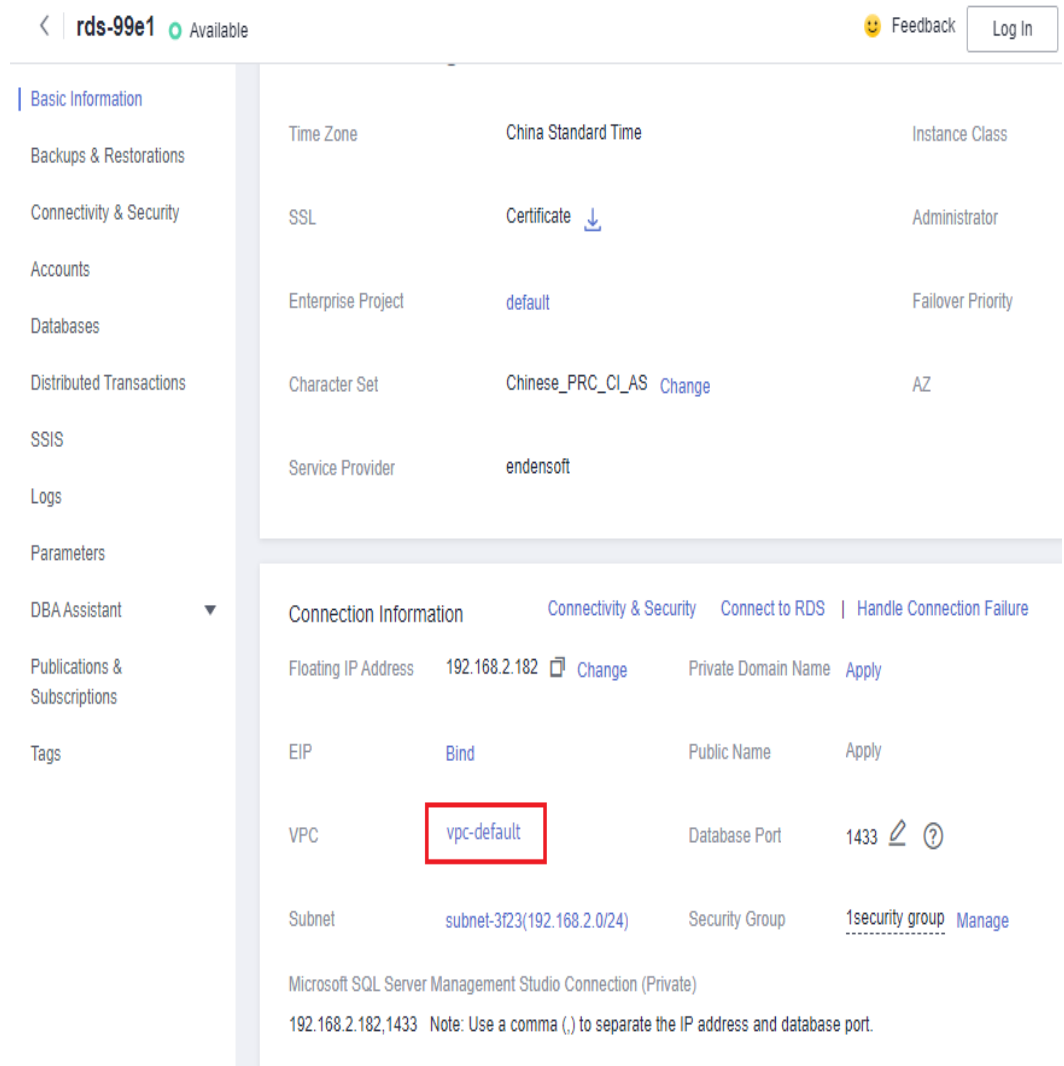 rds-99e1 Available Feedback Log In
Basic Information
Backups & Restorations
Connectivity & Security
Accounts
Databases
Distributed Transactions
SSIS
Logs
Parameters
DBA Assistant
Publications &
Subscriptions
Tags
Time Zone China Standard Time Instance Class
SSL Certificate Administrator
Enterprise Project default Failover Priority
Character Set Chinese_PRC_CI_AS Change AZ
Service Provider endensoft
Connection Information Connectivity & Security Connect to RDS | Handle Connection Failure
Floating IP Address 192.168.2.182 Change Private Domain Name Apply
EIP Bind Public Name Apply
VPC vpc-default Database Port 1433
Subnet subnet-3f23(192.168.2.0/24) Security Group 1security group Manage
Microsoft SQL Server Management Studio Connection (Private)
192.168.2.182,1433 Note: Use a comma (,) to separate the IP address and database port.